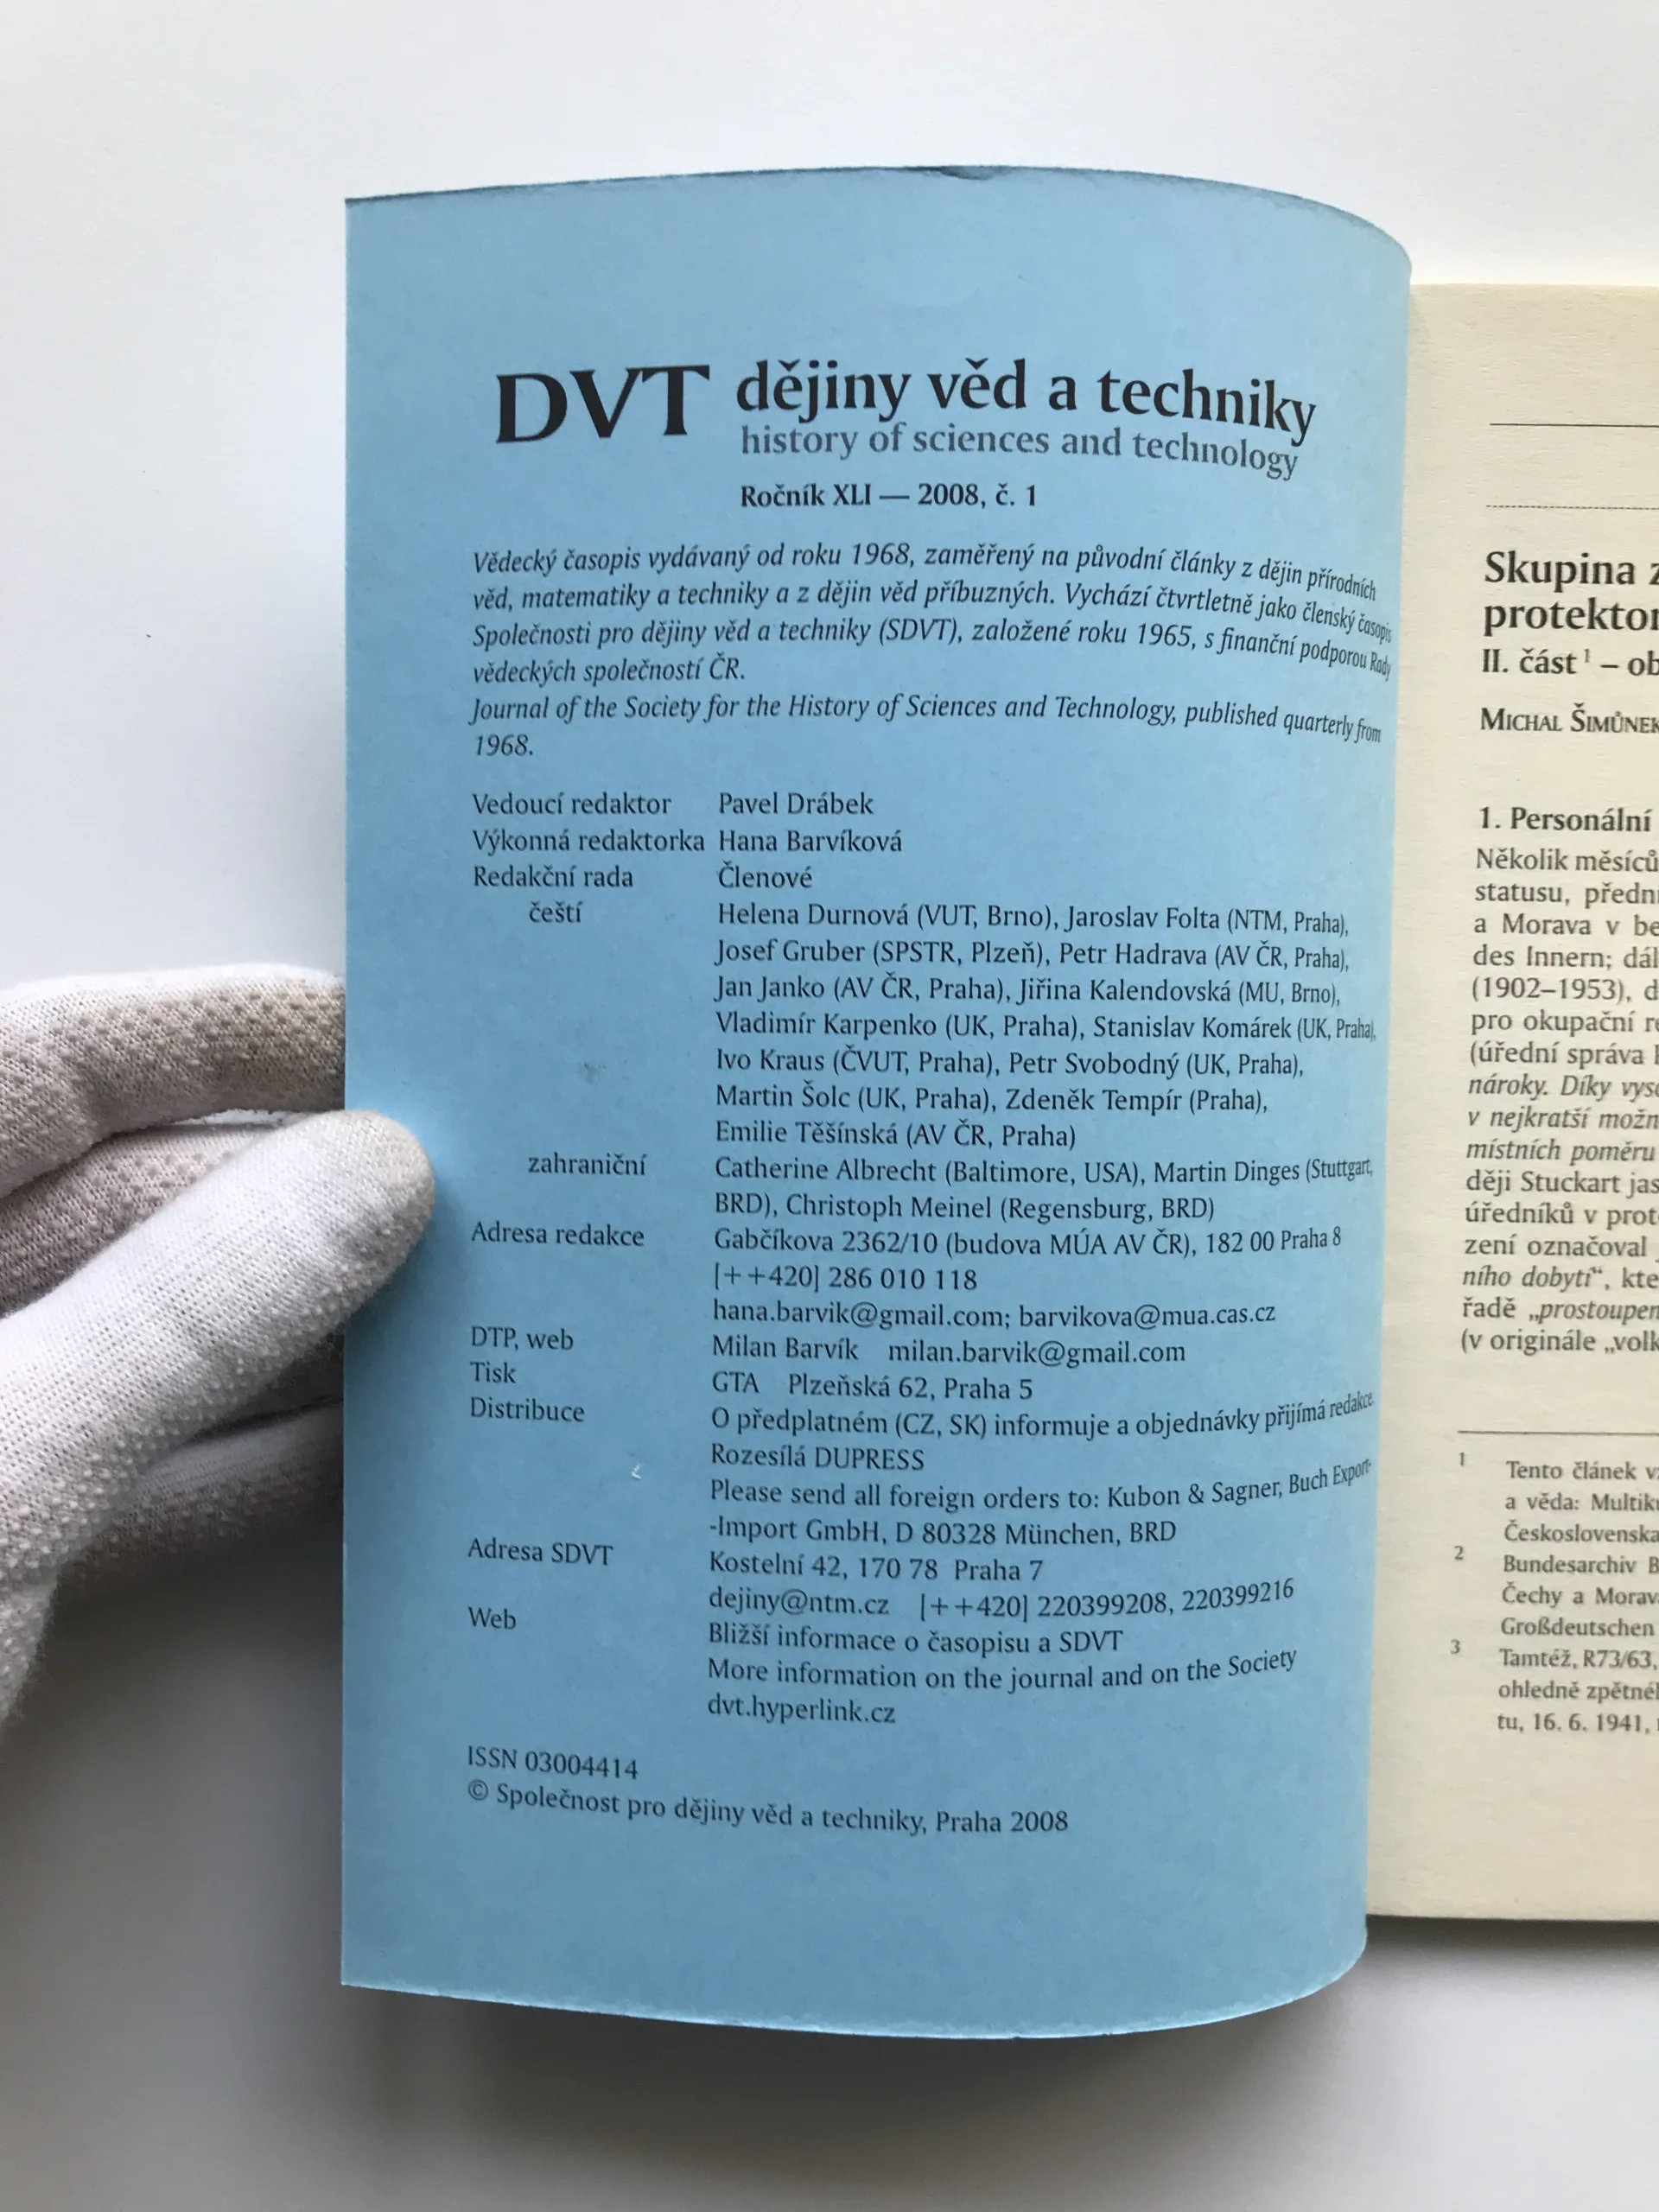 DVT dějiny věd a techniky
history of sciences and technology
Ročník XLI — 2008, č. 1
Vědecký časopis vydávaný od roku 1968, zaměřený na původní články z dějin přírodních
věd, matematiky a techniky a z dějin věd příbuzných. Vychází čtvrtletně jako členský časopis
Společnosti pro dějiny věd a techniky (SDVT), založené roku 1965, s finanční podporou Rady
vědeckých společností ČR.
Journal of the Society for the History of Sciences and Technology, published quarterly from
1968.
Vedoucí redaktor Pavel Drábek
Výkonná redaktorka Hana Barvíková
Redakční rada Členové
čeští Helena Durnová (VUT, Brno), Jaroslav Folta (NTM, Praha),
Josef Gruber (SPSTR, Plzeň), Petr Hadrava (AV ČR, Praha),
Jan Janko (AV ČR, Praha), Jiřina Kalendovská (MU, Brno),
Vladimír Karpenko (UK, Praha), Stanislav Komárek (UK, Praha),
Ivo Kraus (ČVUT, Praha), Petr Svobodný (UK, Praha),
Martin Šolc (UK, Praha), Zdeněk Tempír (Praha),
Emilie Těšínská (AV ČR, Praha)
zahraniční Catherine Albrecht (Baltimore, USA), Martin Dinges (Stuttgart,
BRD), Christoph Meinel (Regensburg, BRD)
Adresa redakce Gabčíkova 2362/10 (budova MÚA AV ČR), 182 00 Praha 8
[++420] 286 010 118
hana.barvik@gmail.com; barvikova@mua.cas.cz
DTP, web Milan Barvík milan.barvik@gmail.com
Tisk GTA Plzeňská 62, Praha 5
Distribuce O předplatném (CZ, SK) informuje a objednávky přijímá redakce.
Rozesílá DUPRESS
Please send all foreign orders to: Kubon & Sagner, Buch Export-
-Import GmbH, D 80328 München, BRD
Adresa SDVT Kostelní 42, 170 78 Praha 7
dejiny@ntm.cz [++420] 220399208, 220399216
Web Bližší informace o časopisu a SDVT
More information on the journal and on the Society
dvt.hyperlink.cz
ISSN 03004414
© Společnost pro dějiny věd a techniky, Praha 2008
Skupina
protektor
II. část 1 – ob
MICHAL ŠIMŮNEK
1. Personální
Několik měsíců
statusu, předn
a Morava v be
des Innern; dál
(1902–1953), d
pro okupační re
(úřední správa
nároky. Díky vyso
v nejkratší možn
místních poměru
ději Stuckart jas
úředníků v prot
zení označoval
ního dobytí“, kte
řadě „prostoupen
(v originále „volk
1 Tento článek v
a věda: Multiku
Československa
2 Bundesarchiv B
Čechy a Morava
Großdeutschen
3 Tamtéž, R73/63,
ohledně zpětnéh
tu, 16. 6. 1941,